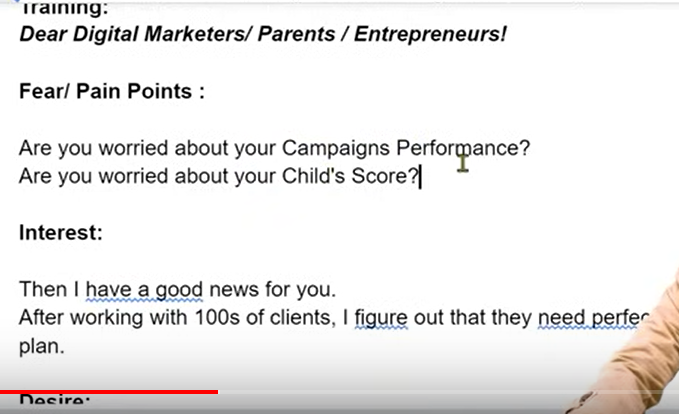 Training:
Dear Digital Marketers/ Parents / Entrepreneurs!
Fear/ Pain Points :
Are you worried about your Campaigns Performance?
Are you worried about your Child's Score?
Interest:
Then I have a good news for you.
After working with 100s of clients, I figure out that they need
plan.
Desire: